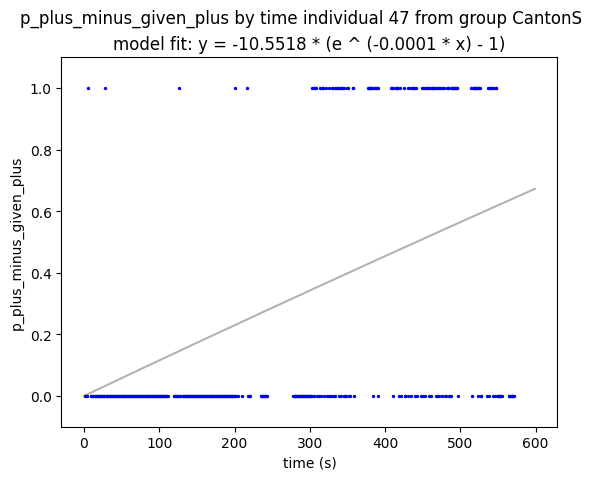 p_plus_minus_given_plus by time individual 47 from group CantonS
model fit: y = -10.5518 * (e ^ (-0.0001 * x) - 1)
1.0
0.8
0.6
0.4
0.2
0.0
p_plus_minus_given_plus
0 100 200 300 400 500 600
time (s)